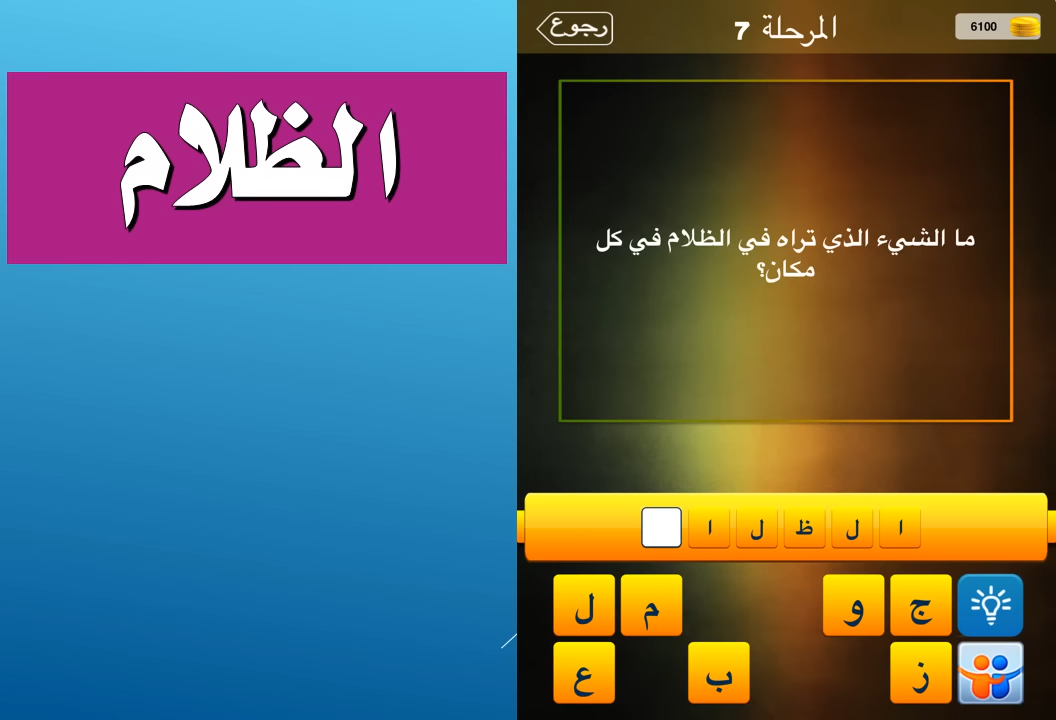 الظلام
رجوع
المرحلة 7
6100
ما الشيء الذي تراه في الظلام في كل
مكان؟
ا ل ظ ل ا
ج و م ل
ز ب ع